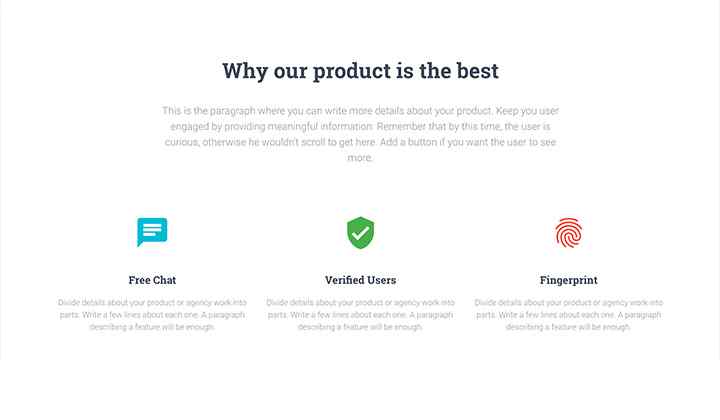 Why our product is the best
This is the paragraph where you can write more details about your product. Keep you user
engaged by providing meaningful information. Remember that by this time, the user is
curious, otherwise he wouldn't scroll to get here. Add a button if you want the user to see
more.
Free Chat
Divide details about your product or agency work into
parts. Write a few lines about each one. A paragraph
describing a feature will be enough.
Verified Users
Divide details about your product or agency work into
parts. Write a few lines about each one. A paragraph
describing a feature will be enough.
Fingerprint
Divide details about your product or agency work into
parts. Write a few lines about each one. A paragraph
describing a feature will be enough.